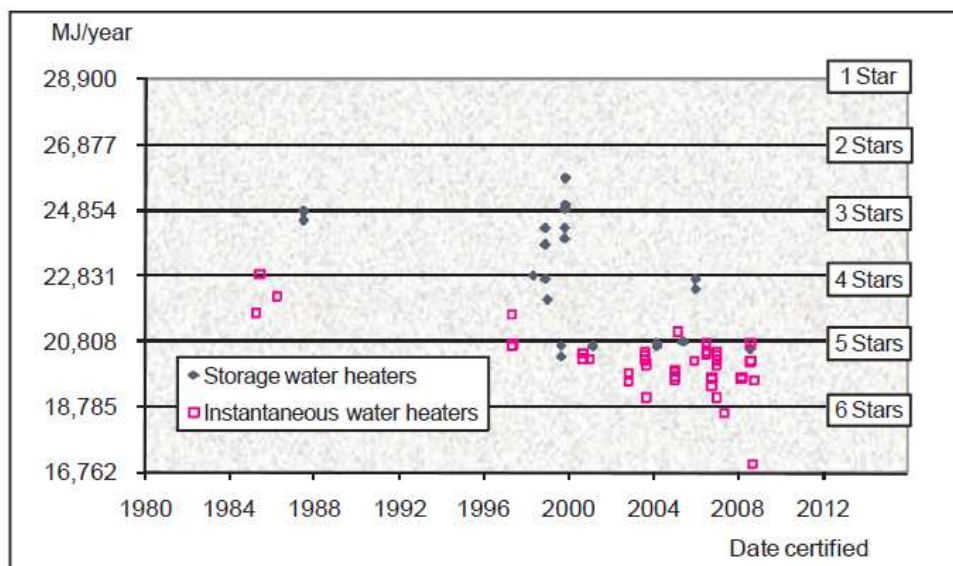 MJ/year
28,900
1 Star
26,877
2 Stars
24,854
3 Stars
22,831
4 Stars
20,808
5 Stars
Storage water heaters
Instantaneous water heaters
18,785
6 Stars
16,762
1980 1984 1988 1992 1996 2000 2004 2008 2012
Date certified